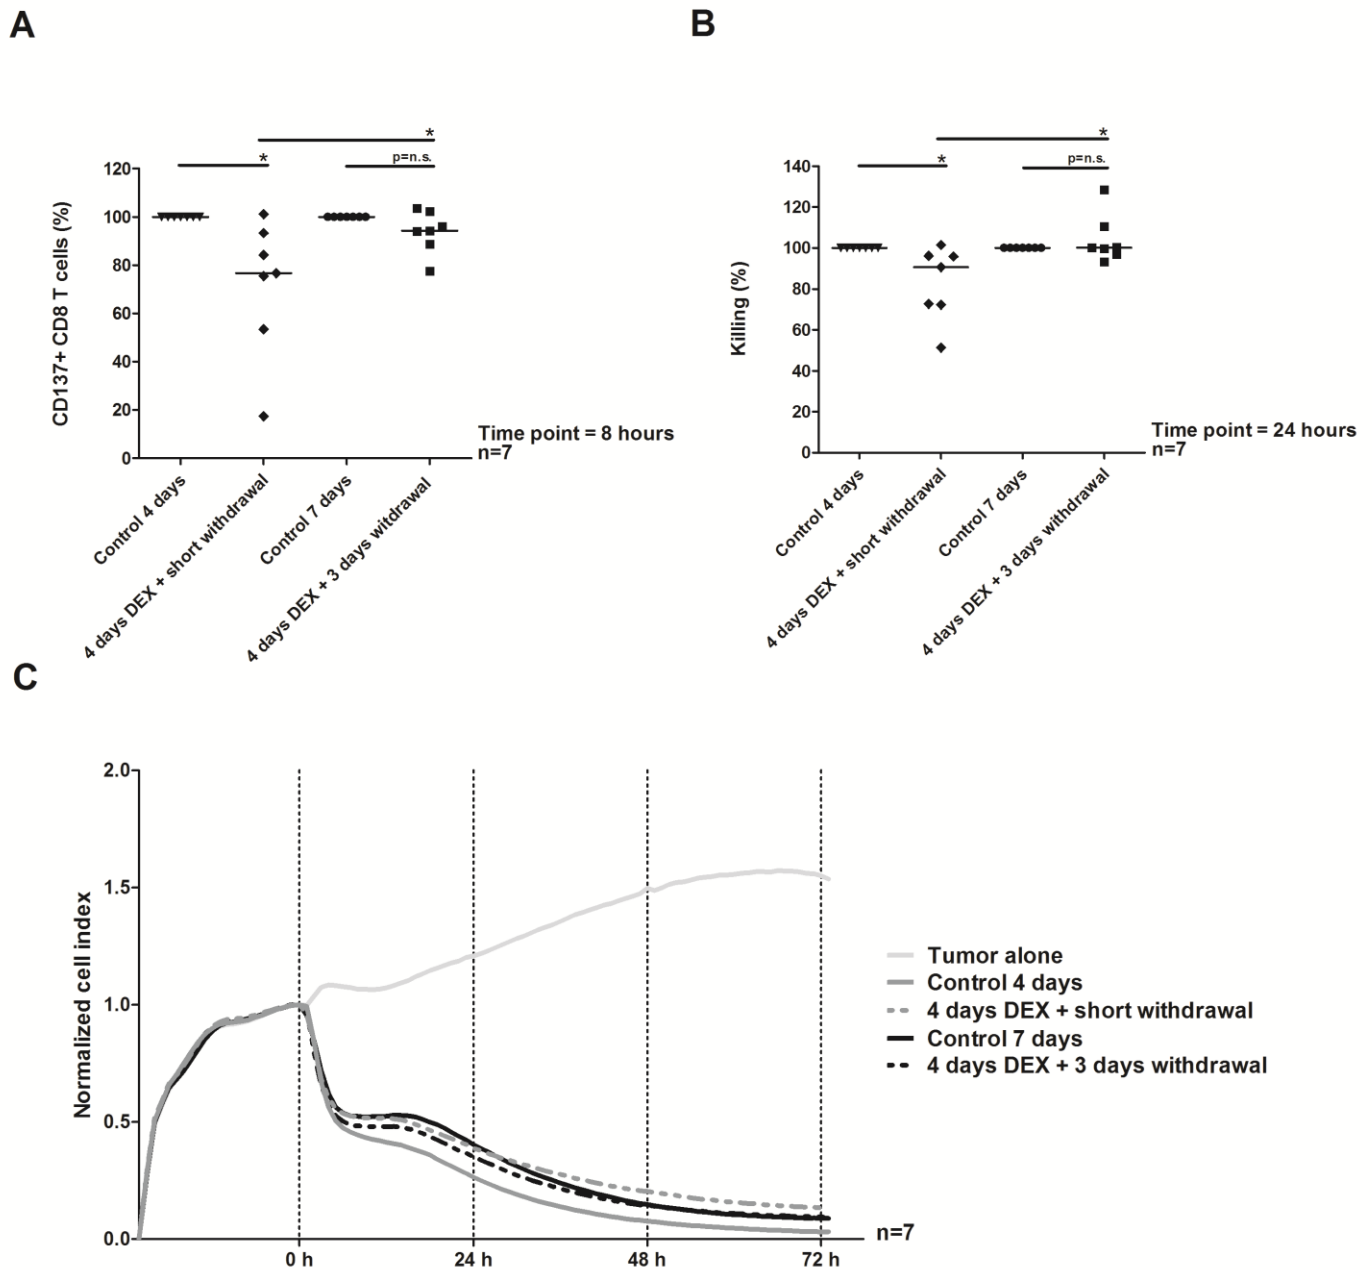 A
*
*
p=n.s.
120
100
80
60
40
20
0
CD137+ CD8 T cells (%)
Time point = 8 hours
n=7
Control 4 days
4 days DEX + short withdrawal
Control 7 days
4 days DEX + 3 days witdrawal
B
*
*
p=n.s.
140
120
100
80
60
40
20
0
Killing (%)
Time point = 24 hours
n=7
Control 4 days
4 days DEX + short withdrawal
Control 7 days
4 days DEX + 3 days withdrawal
C
2.0
1.5
1.0
0.5
0.0
Normalized cell index
0 h
24 h
48 h
72 h
Tumor alone
Control 4 days
4 days DEX + short withdrawal
Control 7 days
4 days DEX + 3 days withdrawal
n=7